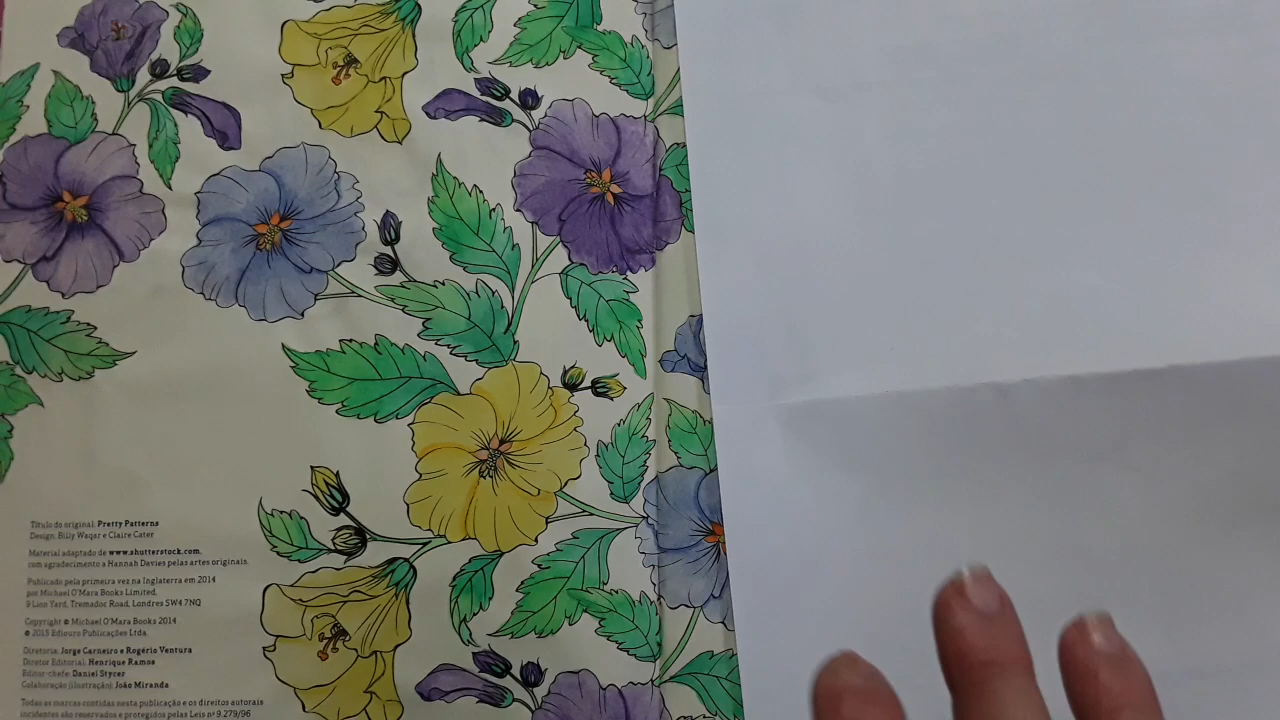 Título do original: Pretty Patterns
Design: Billy Waqar e Claire Cater
Material adaptado de www.shutterstock.com,
com agradecimento a Hannah Davies pelas artes originais.
Publicado pela primeira vez na Inglaterra em 2014
por Michael O'Mara Books Limited,
9 Lion Yard, Tremador Road, Londres SW4 7NQ
Copyright © Michael O'Mara Books 2014
© 2015 Ediouro Publicações Ltda.
Diretoria: Jorge Carneiro e Rogério Ventura
Diretor Editorial: Henrique Ramos
Editor-chefe: Daniel Stycer
Colaboração (ilustração): João Miranda
Todas as marcas contidas nesta publicação e os direitos autorais
incidentes são reservados e protegidos pelas Leis nº 9.279/96